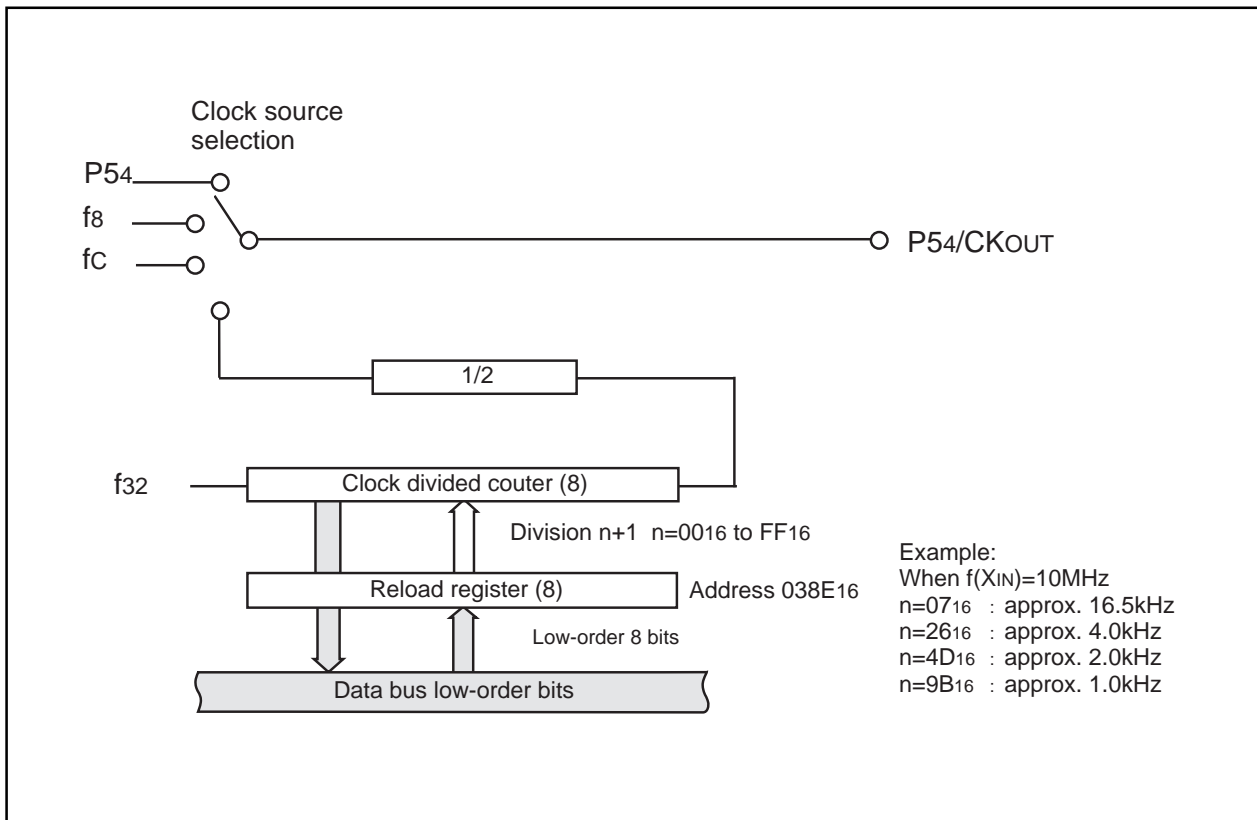 Clock source
selection
P54
f8
fC
P54/CKOUT
1/2
f32
Clock divided couter (8)
Division n+1 n=0016 to FF16
Reload register (8)
Address 038E16
Low-order 8 bits
Data bus low-order bits
Example:
When f(XIN)=10MHz
n=0716 : approx. 16.5kHz
n=2616 : approx. 4.0kHz
n=4D16 : approx. 2.0kHz
n=9B16 : approx. 1.0kHz